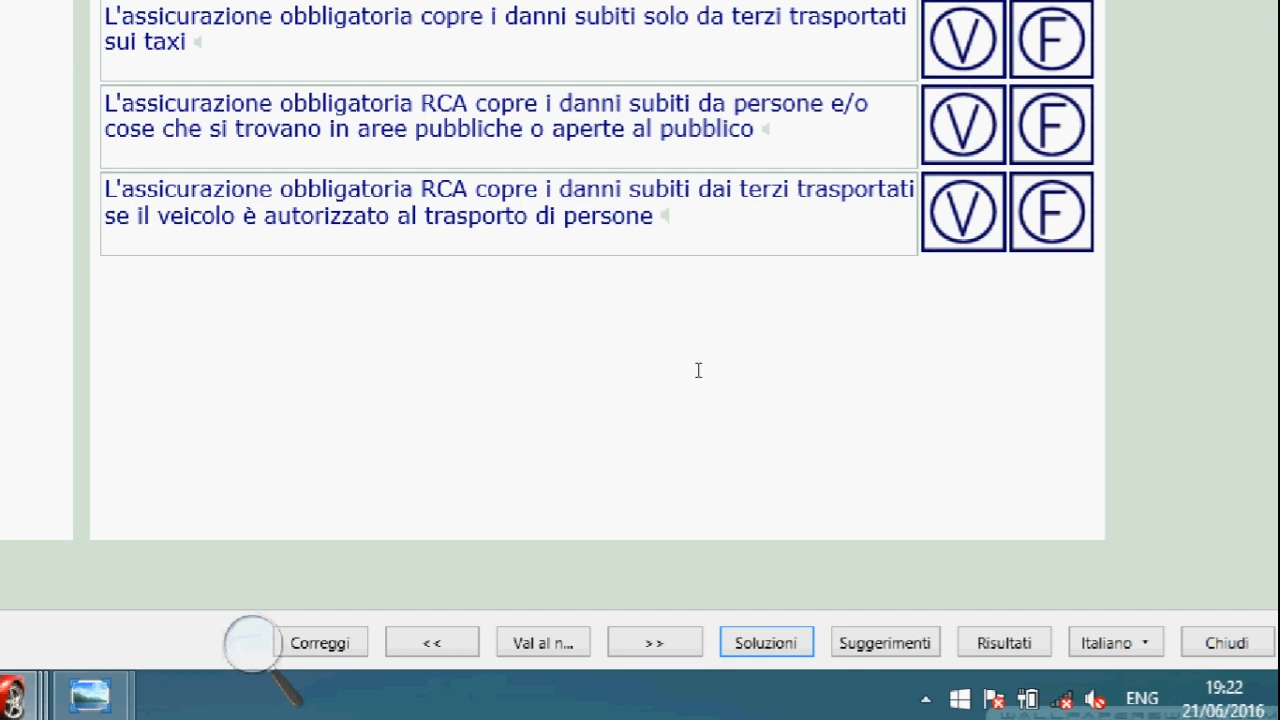 L'assicurazione obbligatoria copre i danni subiti solo da terzi trasportati
sui taxi
V F
L'assicurazione obbligatoria RCA copre i danni subiti da persone e/o
cose che si trovano in aree pubbliche o aperte al pubblico
V F
L'assicurazione obbligatoria RCA copre i danni subiti dai terzi trasportati
se il veicolo è autorizzato al trasporto di persone
V F
Correggi << Val al n... >> Soluzioni Suggerimenti Risultati Italiano Chiudi
ENG 19:22
21/06/2016